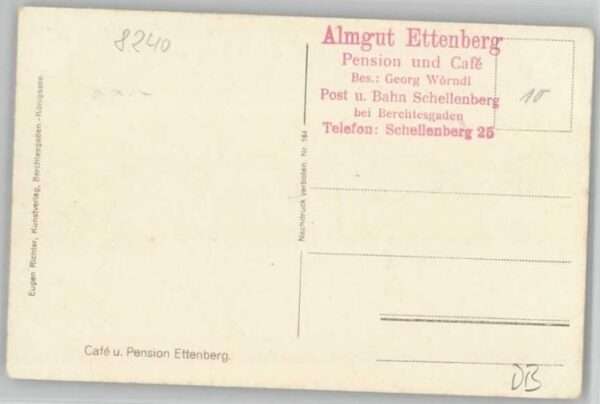 8240
Almgut Ettenberg
Pension und Café
Bes.: Georg Wörndl
Post u. Bahn Schellenberg
bei Berchtesgaden
Telefon: Schellenberg 25
10
Eugen Richter, Kunstverlag, Berchtesgaden-Königssee.
Nachdruck verboten. Nr. 164
Café u. Pension Ettenberg.
DB